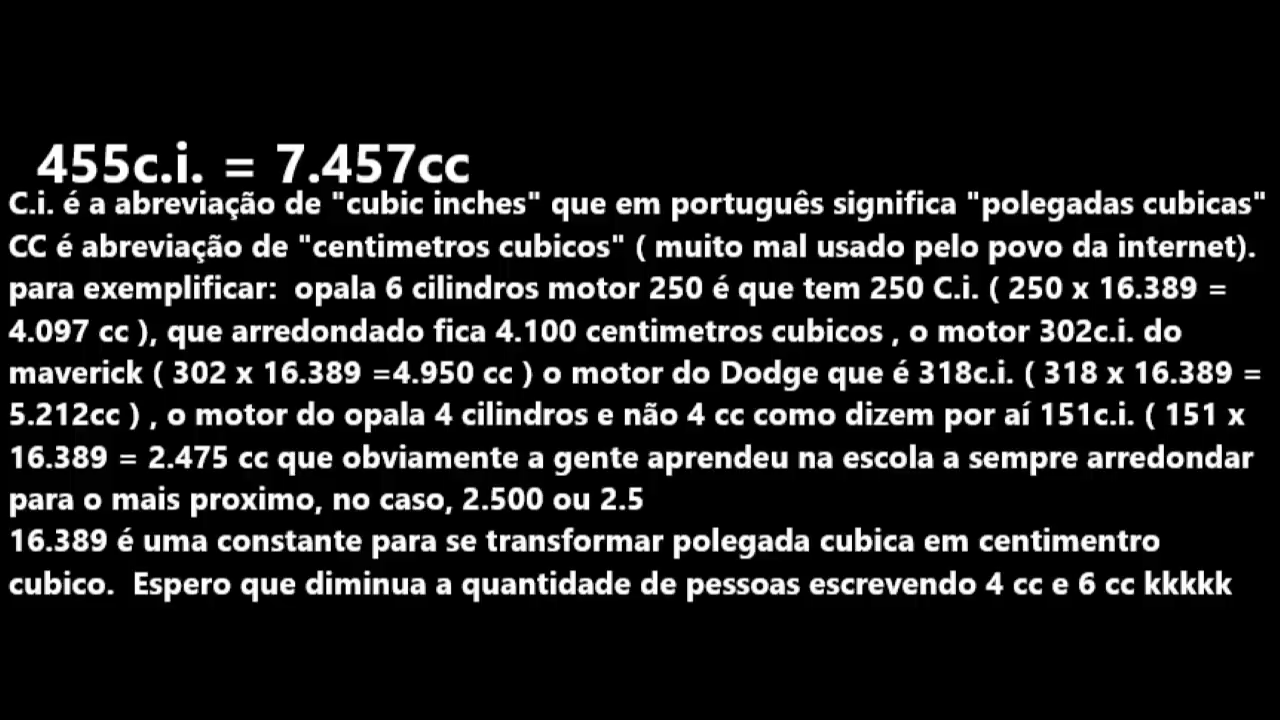 455c.i. = 7.457cc
C.i. é a abreviação de "cubic inches" que em português significa "polegadas cubicas"
CC é abreviação de "centimetros cubicos" ( muito mal usado pelo povo da internet).
para exemplificar:  opala 6 cilindros motor 250 é que tem 250 C.i. ( 250 x 16.389 =
4.097 cc ), que arredondado fica 4.100 centimetros cubicos , o motor 302c.i. do
maverick ( 302 x 16.389 =4.950 cc ) o motor do Dodge que é 318c.i. ( 318 x 16.389 =
5.212cc ) , o motor do opala 4 cilindros e não 4 cc como dizem por aí 151c.i. ( 151 x
16.389 = 2.475 cc que obviamente a gente aprendeu na escola a sempre arredondar
para o mais proximo, no caso, 2.500 ou 2.5
16.389 é uma constante para se transformar polegada cubica em centimentro
cubico.  Espero que diminua a quantidade de pessoas escrevendo 4 cc e 6 cc kkkkk